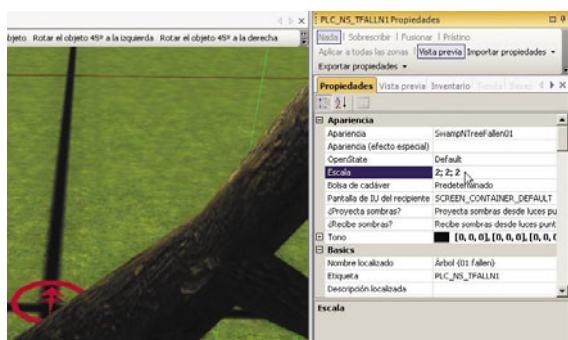 PLC_NS_TFALLN1 Propiedades
Nada | Sobrescribir | Fusionar | Prístino
Aplicar a todas las zonas | Vista previa Importar propiedades
Exportar propiedades
bjeto Rotar el objeto 45º a la izquierda Rotar el objeto 45º a la derecha
Propiedades Vista previa Inventario Tienda Bases
Apariencia
Apariencia SwampNTreeFallen01
Apariencia (efecto especial)
OpenState Default
Escala 2; 2; 2
Bolsa de cadáver Predeterminado
Pantalla de IU del recipiente SCREEN_CONTAINER_DEFAULT
¿Proyecta sombras? Proyecta sombras desde luces pu
¿Recibe sombras? Recibe sombras desde luces punt
Tono [0, 0, 0], [0, 0, 0], [0, 0, 0
Basics
Nombre localizado Árbol {01 fallen}
Etiqueta PLC_NS_TFALLN1
Descripción localizada
Escala